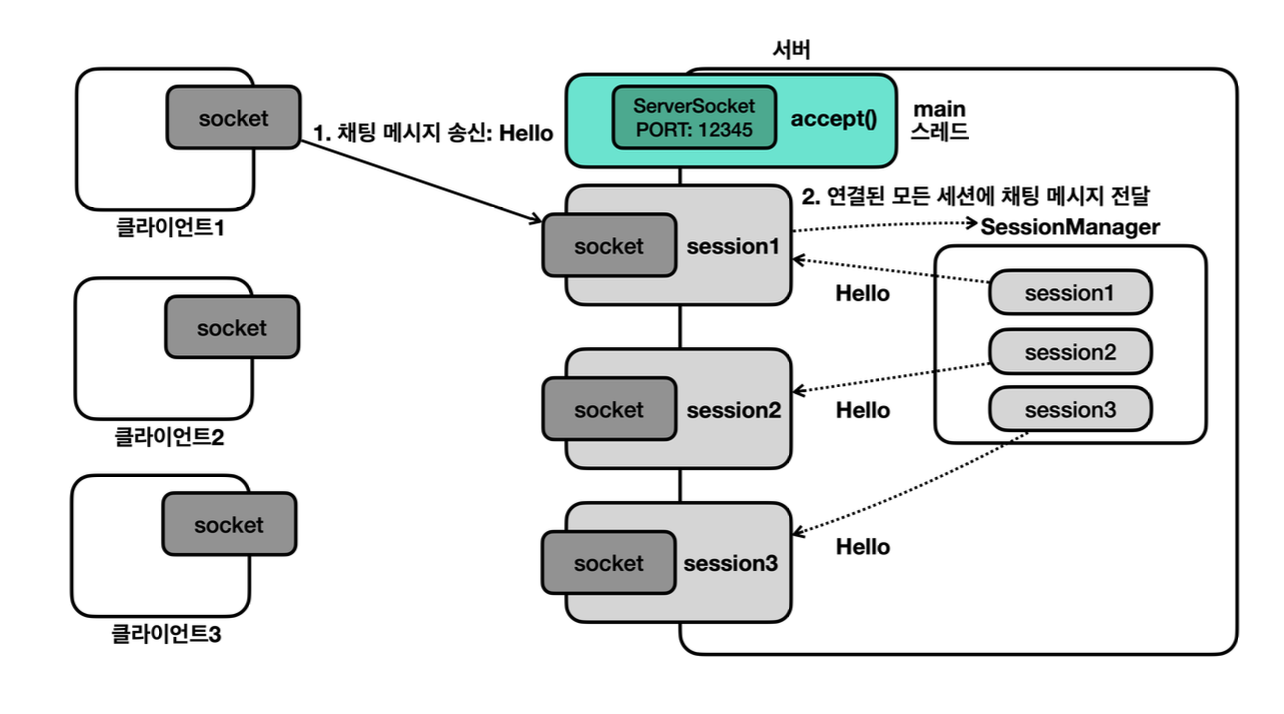 서버
socket
1. 채팅 메시지 송신: Hello
클라이언트1
ServerSocket
PORT: 12345
accept()
main
스레드
2. 연결된 모든 세션에 채팅 메시지 전달
SessionManager
socket
session1
Hello
session1
session2
session3
socket
클라이언트2
socket
session2
Hello
socket
클라이언트3
socket
session3
Hello